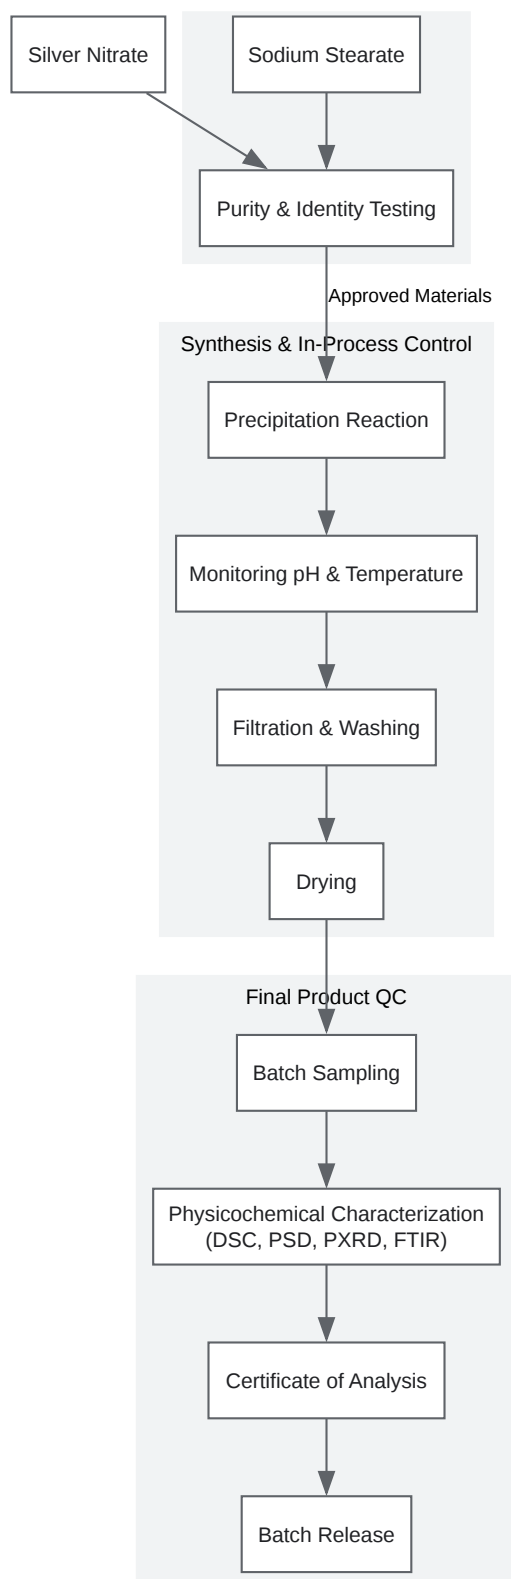 Silver Nitrate
Sodium Stearate
Purity & Identity Testing
Approved Materials
Synthesis & In-Process Control
Precipitation Reaction
Monitoring pH & Temperature
Filtration & Washing
Drying
Final Product QC
Batch Sampling
Physicochemical Characterization
(DSC, PSD, PXRD, FTIR)
Certificate of Analysis
Batch Release